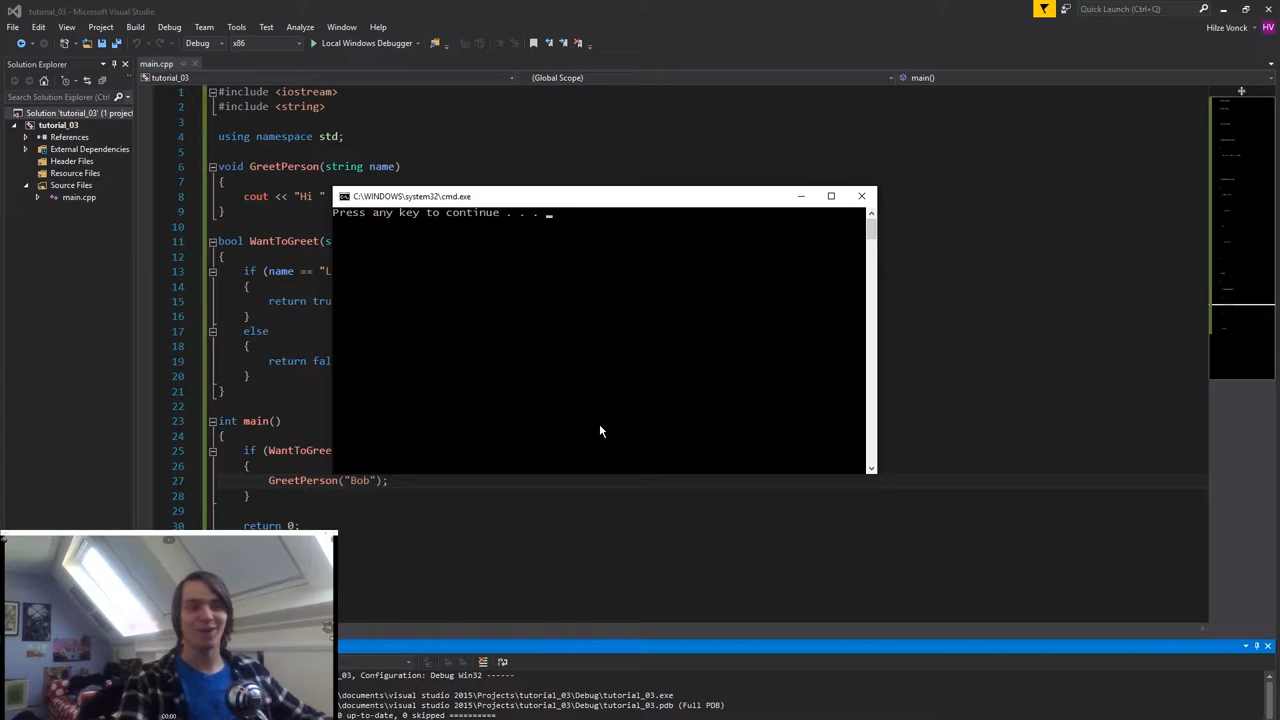 tutorial_03 - Microsoft Visual Studio
Quick Launch (Ctrl+Q)
File Edit View Project Build Debug Team Tools Test Analyze Window Help
Hilze Vonck HV
Debug x86 Local Windows Debugger
Solution Explorer
main.cpp
tutorial_03 (Global Scope) main()
Search Solution Explorer (Ctrl
Solution 'tutorial_03' (1 project
tutorial_03
References
External Dependencies
Header Files
Resource Files
Source Files
main.cpp
1 #include <iostream>
2 #include <string>
3
4 using namespace std;
5
6 void GreetPerson(string name)
7 {
8 cout << "Hi "
9 }
10
11 bool WantToGreet(s
12 {
13 if (name == "L
14 {
15 return tru
16 }
17 else
18 {
19 return fal
20 }
21 }
22
23 int main()
24 {
25 if (WantToGree
26 {
27 GreetPerson("Bob");
28 }
29
30 return 0;
C:\WINDOWS\system32\cmd.exe
Press any key to continue . . . _
_03, Configuration: Debug Win32 ------
\documents\visual studio 2015\Projects\tutorial_03\Debug\tutorial_03.exe
\documents\visual studio 2015\Projects\tutorial_03\Debug\tutorial_03.pdb (Full PDB)
0 up-to-date, 0 skipped ==========
00:00